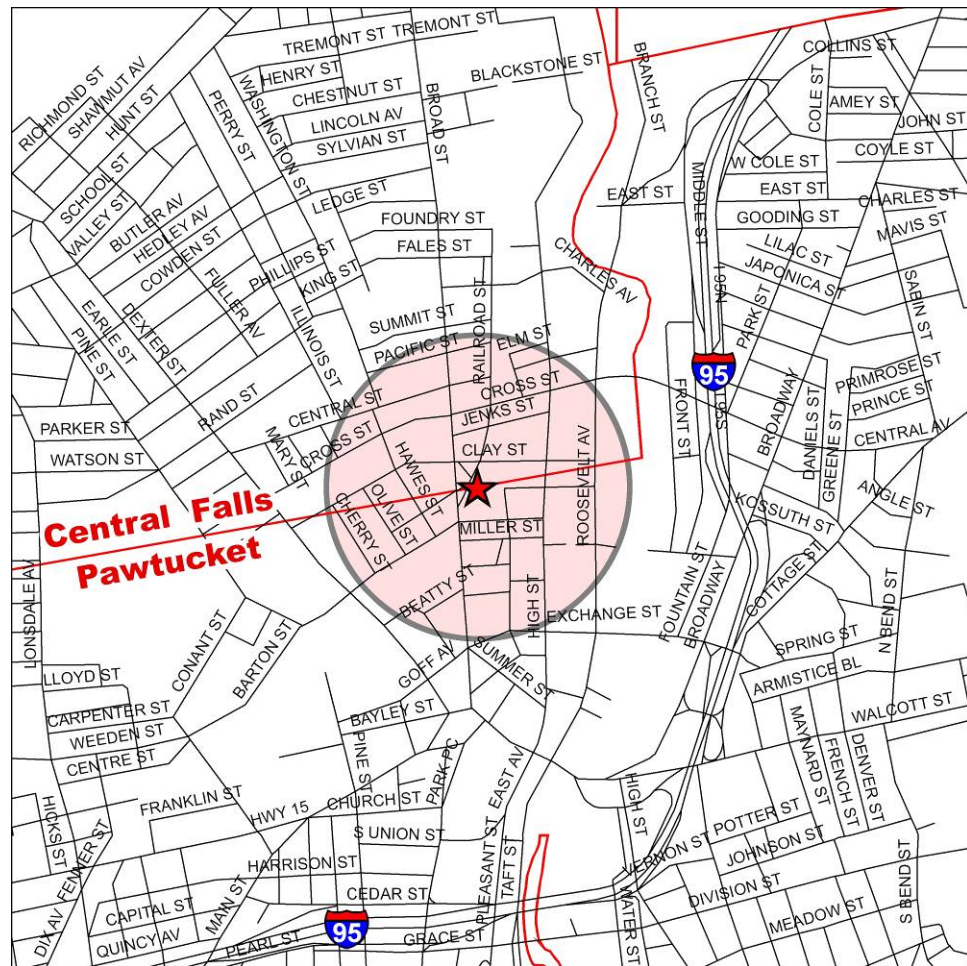 TREMONT ST
TREMONT ST
HENRY ST
CHESTNUT ST
LINCOLN AV
SYLVIAN ST
BLACKSTONE ST
BROAD ST
BRANCH ST
COLLINS ST
COLE ST
AMEY ST
JOHN ST
COYLE ST
W COLE ST
EAST ST
EAST ST
CHARLES ST
MAVIS ST
GOODING ST
RICHMOND ST
SHAWMUT AV
HUNT ST
PERRY ST
WASHINGTON ST
SCHOOL ST
VALLEY ST
BUTLER AV
HEDLEY AV
COWDEN ST
LEDGE ST
FOUNDRY ST
FALES ST
PHILLIPS ST
KING ST
FULLER AV
CHARLES AV
MIDDLE ST
I 95N
LILAC ST
JAPONICA ST
PARK ST
SABIN ST
EARLE ST
PINE ST
DEXTER ST
ILLINOIS ST
SUMMIT ST
PACIFIC ST
RAILROAD ST
ELM ST
CROSS ST
JENKS ST
CENTRAL ST
RAND ST
CROSS ST
MARY ST
HAWES ST
CLAY ST
ROOSEVELT AV
FRONT ST
95
BROADWAY
DANIELS ST
GREENE ST
PRIMROSE ST
PRINCE ST
CENTRAL AV
ANGLE ST
KOSSUTH ST
COTTAGE ST
PARKER ST
WATSON ST
Central Falls
Pawtucket
CHERRY ST
OLIVE ST
MILLER ST
BEATTY ST
HIGH ST
EXCHANGE ST
FOUNTAIN ST
BROADWAY
N BEND ST
SPRING ST
ARMISTICE BL
WALCOTT ST
LONSDALE AV
CONANT ST
BARTON ST
GOFF AV
SUMMER ST
LLOYD ST
CARPENTER ST
WEEDEN ST
CENTRE ST
BAYLEY ST
PINE ST
PARK PC
MAYNARD ST
FRENCH ST
DENVER ST
HICKS ST
FRANKLIN ST
HWY 15
CHURCH ST
S UNION ST
HARRISON ST
CEDAR ST
PLEASANT ST
EAST AV
TAFT ST
HIGH ST
VERNON ST
POTTER ST
JOHNSON ST
DIVISION ST
MEADOW ST
S BEND ST
WATER ST
DIX AV
FENNER ST
CAPITAL ST
QUINCY AV
MAIN ST
PEARL ST
95
GRACE ST